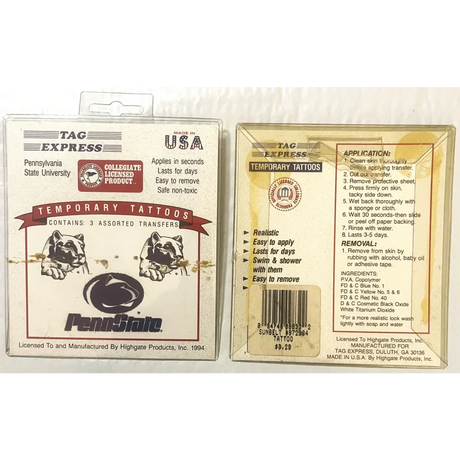 TAG
EXPRESS
MADE IN
USA
Pennsylvania
State University
COLLEGIATE
LICENSED
PRODUCT
Applies in seconds
Lasts for days
Easy to remove
Safe non-toxic
TEMPORARY TATTOOS
CONTAINS: 3 ASSORTED TRANSFERS
PennState
Licensed To and Manufactured By Highgate Products, Inc. 1994
TAG
EXPRESS
TEMPORARY TATTOOS
Realistic
Easy to apply
Lasts for days
Swim & shower
with them
Easy to remove
SUNBELT
TATTOO
APPLICATION:
1. Clean skin thoroughly
before applying transfer.
2. Cut out transfer.
3. Remove protective sheet.
4. Press firmly on skin,
tacky side down.
5. Wet back thoroughly with
a sponge or cloth.
6. Wait 30 seconds-then slide
or peel off paper backing.
7. Rinse with water.
8. Lasts 3-5 days.
REMOVAL:
1. Remove from skin by
rubbing with alcohol, baby oil
or adhesive tape.
INGREDIENTS:
P.V.A. Copolymer
FD & C Blue No. 1
FD & C Yellow No. 5 & 6
FD & C Red No. 40
D & C Cosmetic Black Oxide
White Titanium Dioxide
*For a more realistic look wash
lightly with soap and water
Licensed To Highgate Products, Inc.
MANUFACTURED FOR
TAG EXPRESS, DULUTH, GA 30136
MADE IN U.S.A. By Highgate Products, Inc.